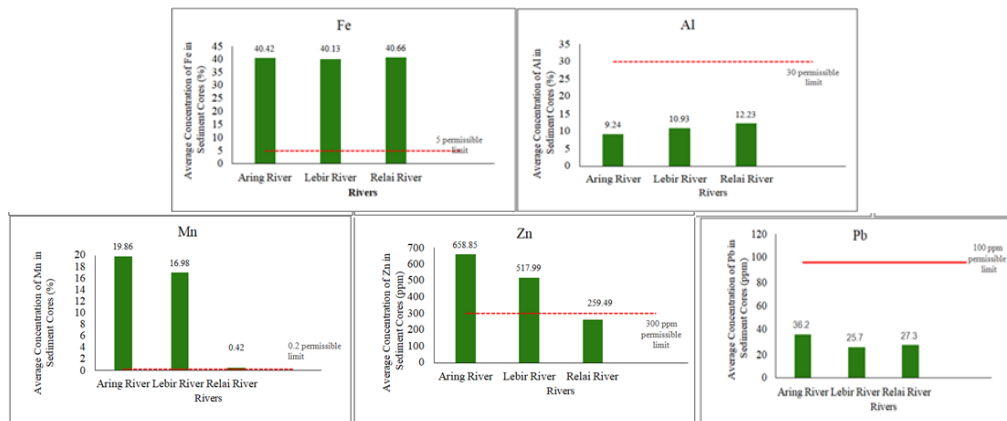 Fe
Average Concentration of Fe in
Sediment Cores (%)
45
40
35
30
25
20
15
10
5
0
40.42
40.13
40.66
5 permissible
limit
Aring River
Lebir River
Relai River
Rivers
Al
Average Concentration of Al in
Sediment Cores (%)
35
30
25
20
15
10
5
0
9.24
10.93
12.23
30 permissible
limit
Aring River
Lebir River
Relai River
Rivers
Mn
Average Concentration of Mn in
Sediment Cores (%)
20
18
16
14
12
10
8
6
4
2
0
19.86
16.98
0.42
0.2 permissible
limit
Aring River
Lebir River
Relai River
Rivers
Zn
Average Concentration of Zn in
Sediment Cores (ppm)
700
600
500
400
300
200
100
0
658.85
517.99
259.49
300 ppm
permissible
limit
Aring River
Lebir River
Relai River
Rivers
Pb
Average Concentration of Pb in
Sediment Cores (ppm)
120
100
80
60
40
20
0
36.2
25.7
27.3
100 ppm
permissible
limit
Aring River
Lebir River
Relai River
Rivers